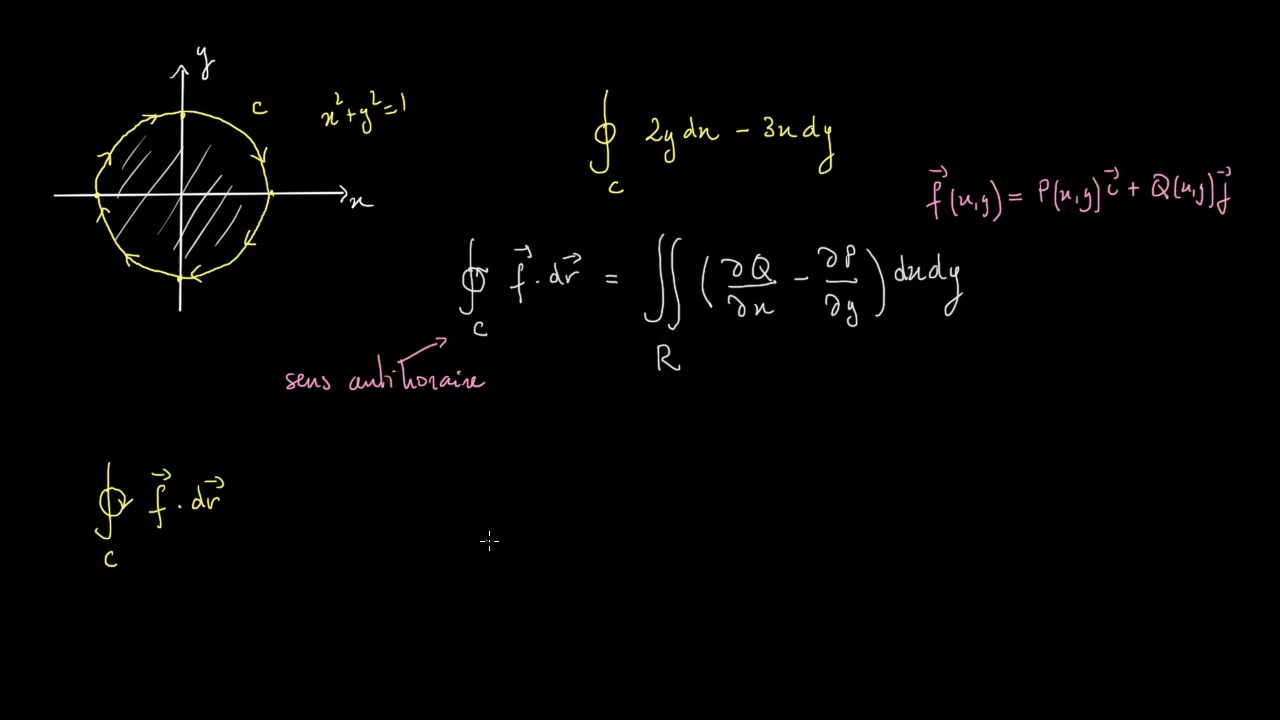 y
C
x² + y² = 1
x
∮_C 2y dx − 3x dy
f⃗(x,y) = P(x,y) i⃗ + Q(x,y) j⃗
∮_C f⃗ · dr⃗ = ∬_R (∂Q/∂x − ∂P/∂y) dx dy
sens antihoraire
∮_C f⃗ · dr⃗